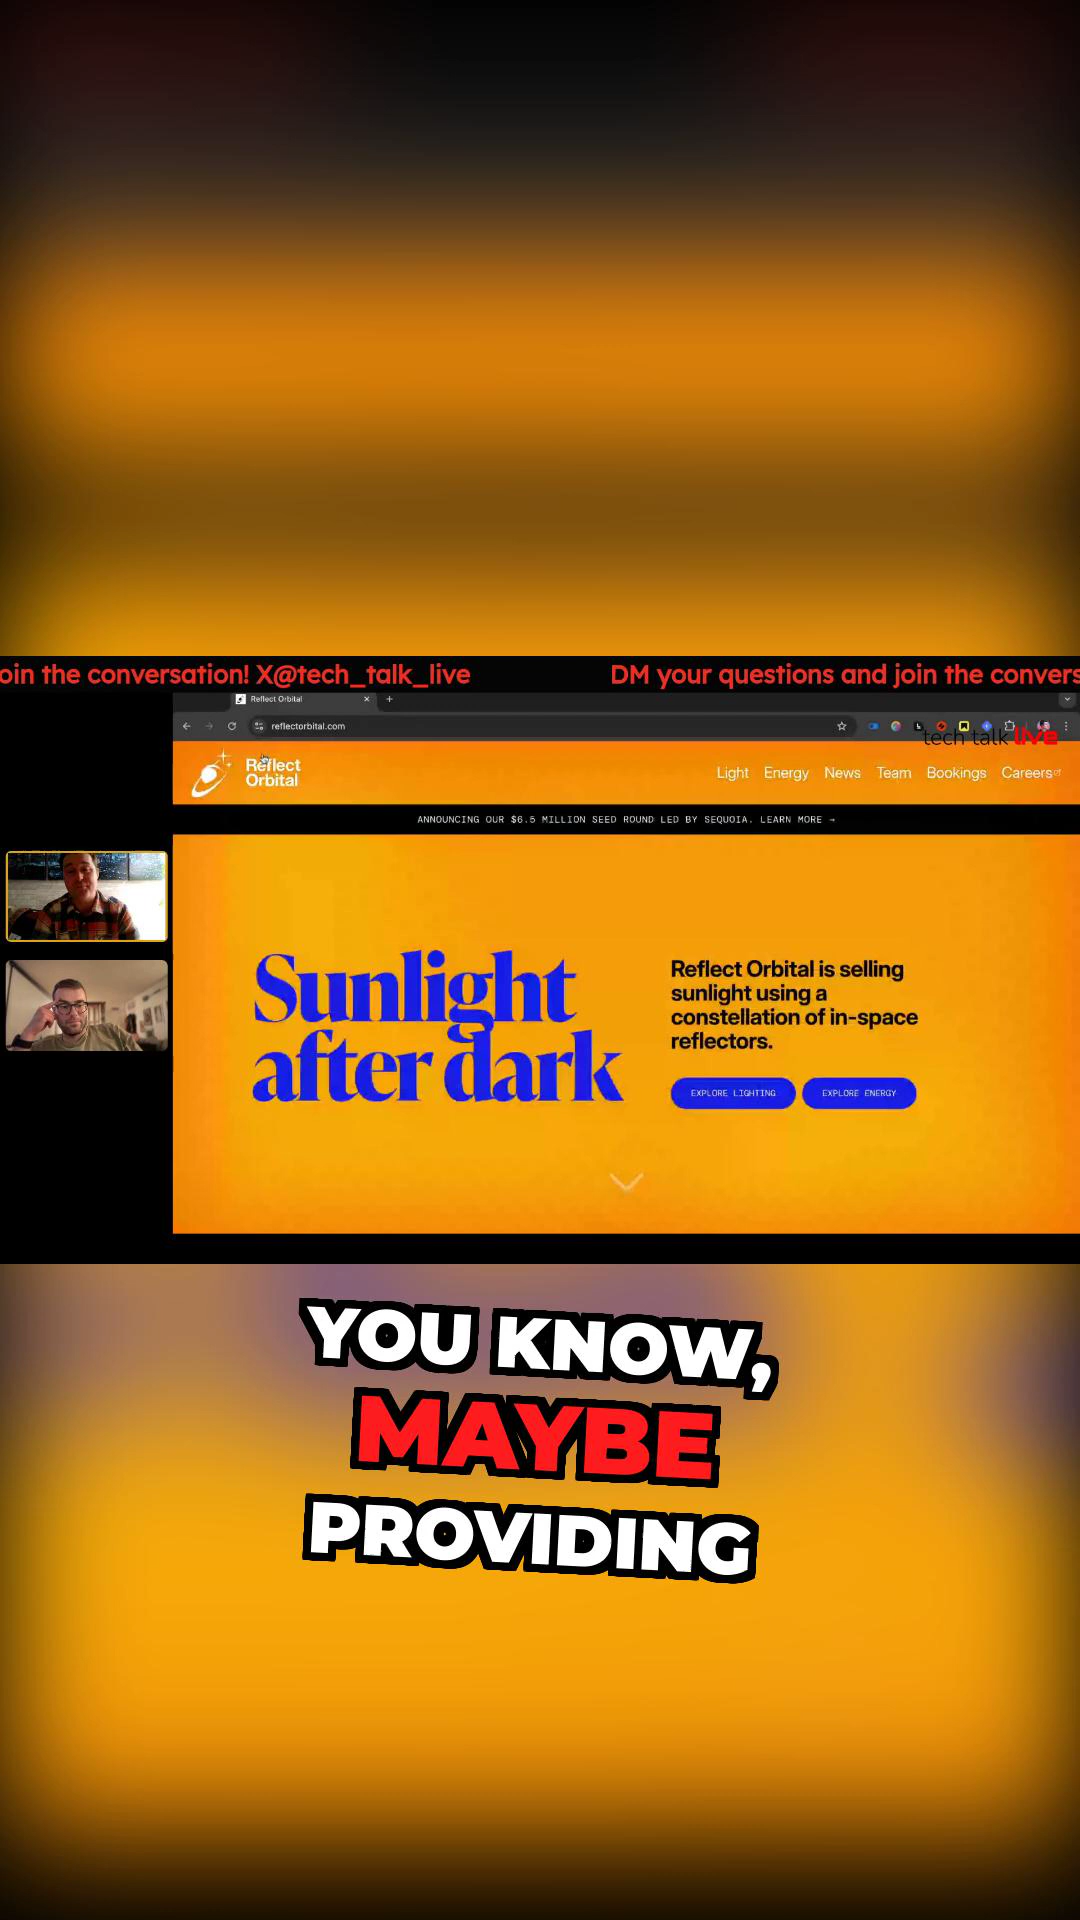 oin the conversation! X@tech_talk_live
DM your questions and join the convers
Reflect Orbital
reflectorbital.com
tech talk live
Reflect
Orbital
Light Energy News Team Bookings Careers
ANNOUNCING OUR $6.5 MILLION SEED ROUND LED BY SEQUOIA. LEARN MORE →
Sunlight
after dark
Reflect Orbital is selling
sunlight using a
constellation of in-space
reflectors.
EXPLORE LIGHTING EXPLORE ENERGY
YOU KNOW,
MAYBE
PROVIDING